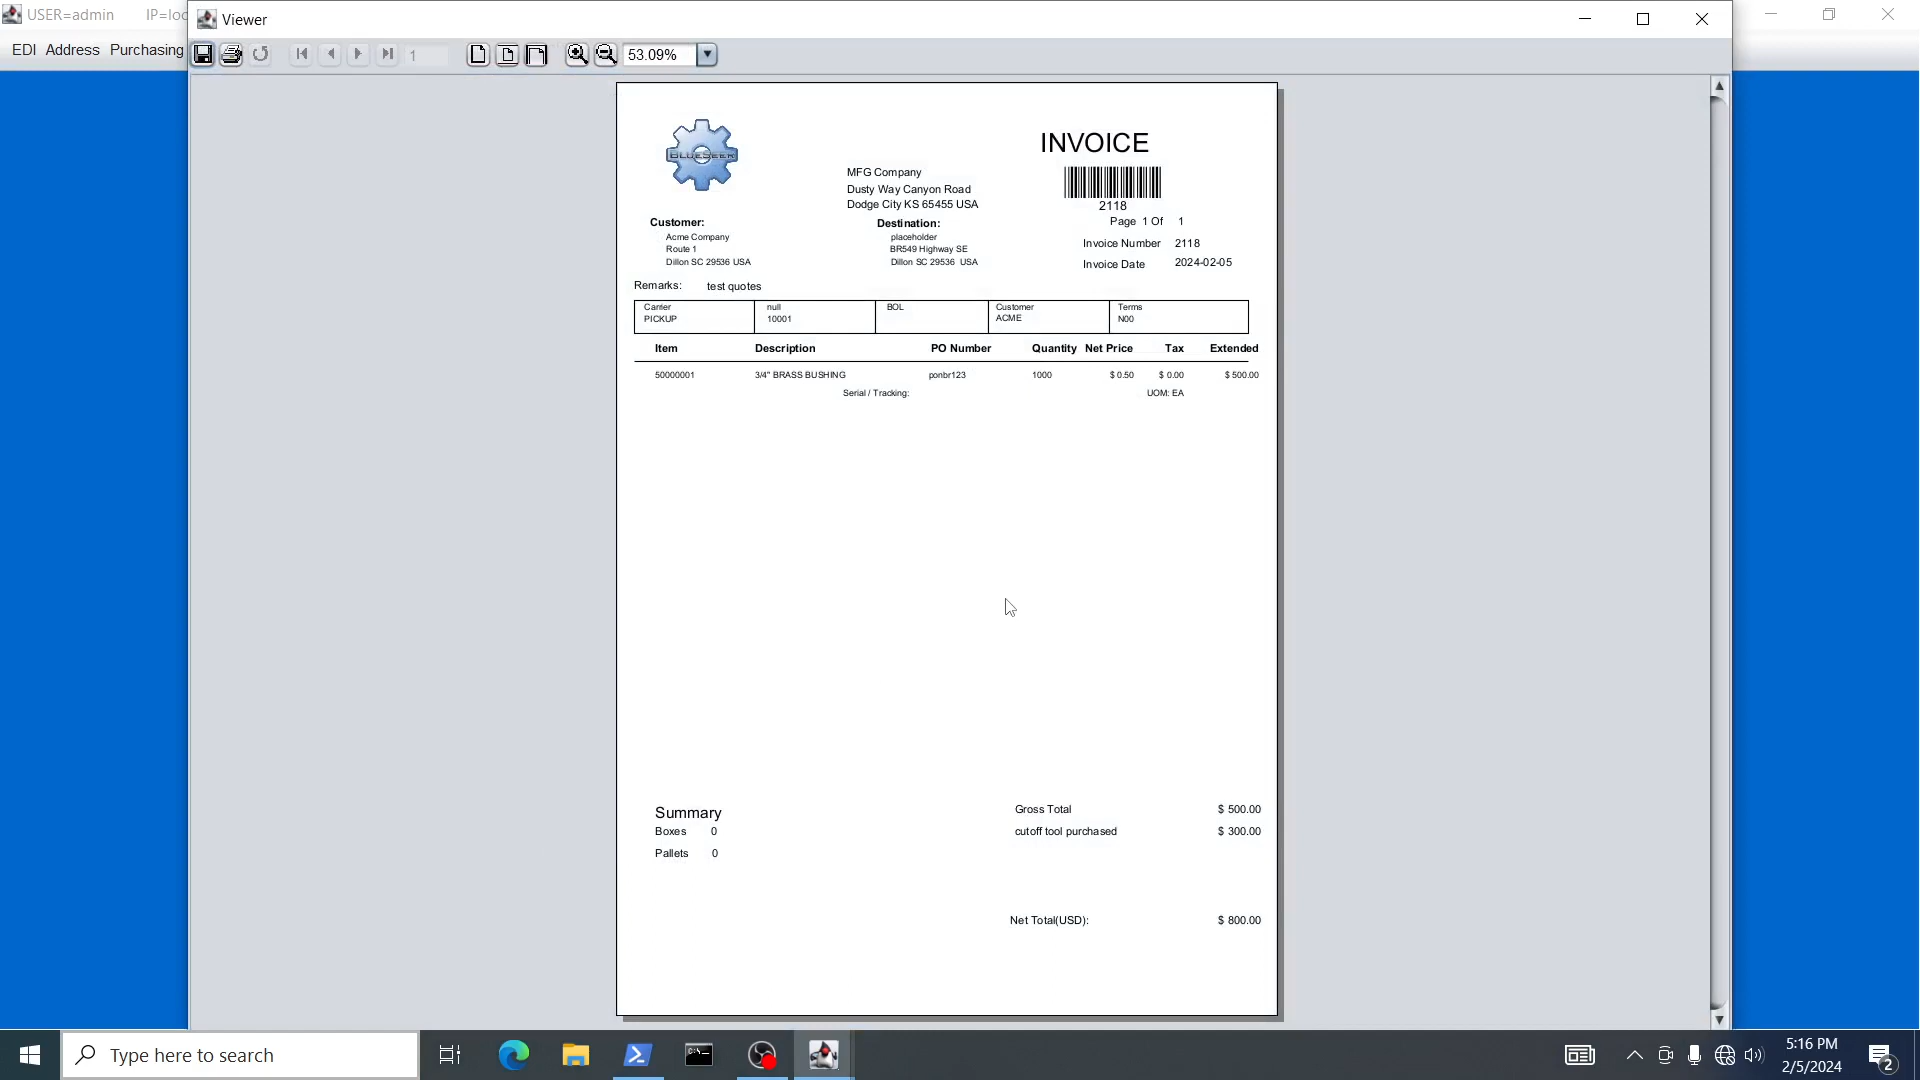 USER=admin IP=loc
Viewer
EDI Address Purchasing
1
53.09%
BLUESEER
INVOICE
MFG Company
Dusty Way Canyon Road
Dodge City KS 65455 USA
2118
Page 1 Of 1
Customer:
Acme Company
Route 1
Dillon SC 29536 USA
Destination:
placeholder
BR549 Highway SE
Dillon SC 29536 USA
Invoice Number 2118
Invoice Date 2024-02-05
Remarks: test quotes
Carrier null BOL Customer Terms
PICKUP 10001 ACME N00
Item Description PO Number Quantity Net Price Tax Extended
50000001 3/4" BRASS BUSHING ponbr123 1000 $ 0.50 $ 0.00 $ 500.00
Serial / Tracking: UOM: EA
Summary
Boxes 0
Pallets 0
Gross Total $ 500.00
cutoff tool purchased $ 300.00
Net Total(USD): $ 800.00
Type here to search
5:16 PM
2/5/2024
2